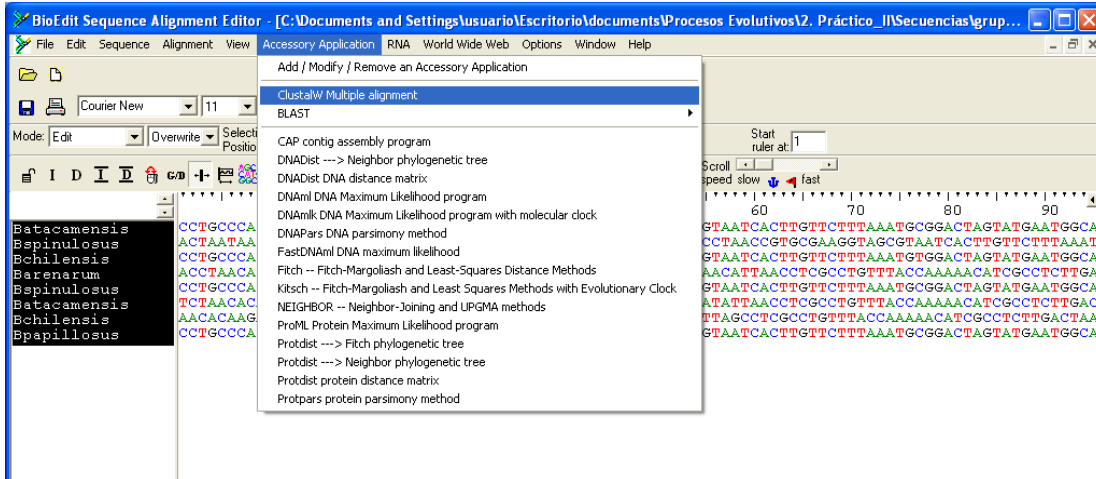 BioEdit Sequence Alignment Editor - [C:\Documents and Settings\usuario\Escritorio\documents\Procesos Evolutivos\2. Práctico_II\Secuencias\grup...
File Edit Sequence Alignment View Accessory Application RNA World Wide Web Options Window Help
Add / Modify / Remove an Accessory Application
ClustalW Multiple alignment
BLAST
CAP contig assembly program
DNADist ---> Neighbor phylogenetic tree
DNADist DNA distance matrix
DNAml DNA Maximum Likelihood program
DNAmlk DNA Maximum Likelihood program with molecular clock
DNAPars DNA parsimony method
FastDNAml DNA maximum likelihood
Fitch -- Fitch-Margoliash and Least-Squares Distance Methods
Kitsch -- Fitch-Margoliash and Least Squares Methods with Evolutionary Clock
NEIGHBOR -- Neighbor-Joining and UPGMA methods
ProML Protein Maximum Likelihood program
Protdist ---> Fitch phylogenetic tree
Protdist ---> Neighbor phylogenetic tree
Protdist protein distance matrix
Protpars protein parsimony method
Courier New 11
Mode: Edit Overwrite Selecti
Positio
Start
ruler at: 1
I D I D G/D
Scroll
speed slow fast
60 70 80 90
Batacamensis CCTGCCCA GTAATCACTTGTTCTTTAAATGCGGACTAGTATGAATGGCA
Bspinulosus ACTAATAA CCTAACCGTGCGAAGGTAGCGTAATCACTTGTTCTTTAAAT
Bchilensis CCTGCCCA GTAATCACTTGTTCTTTAAATGTGGACTAGTATGAATGGCA
Barenarum ACCTAACA AACATTAACCTCGCCTGTTTACCAAAAACATCGCCTCTTGA
Bspinulosus CCTGCCCA GTAATCACTTGTTCTTTAAATGCGGACTAGTATGAATGGCA
Batacamensis TCTAACAC ATATTAACCTCGCCTGTTTACCAAAAACATCGCCTCTTGAC
Bchilensis AACACAAG TTAGCCTCGCCTGTTTACCAAAAACATCGCCTCTTGACTAA
Bpapillosus CCTGCCCA GTAATCACTTGTTCTTTAAATGCGGACTAGTATGAATGGCA